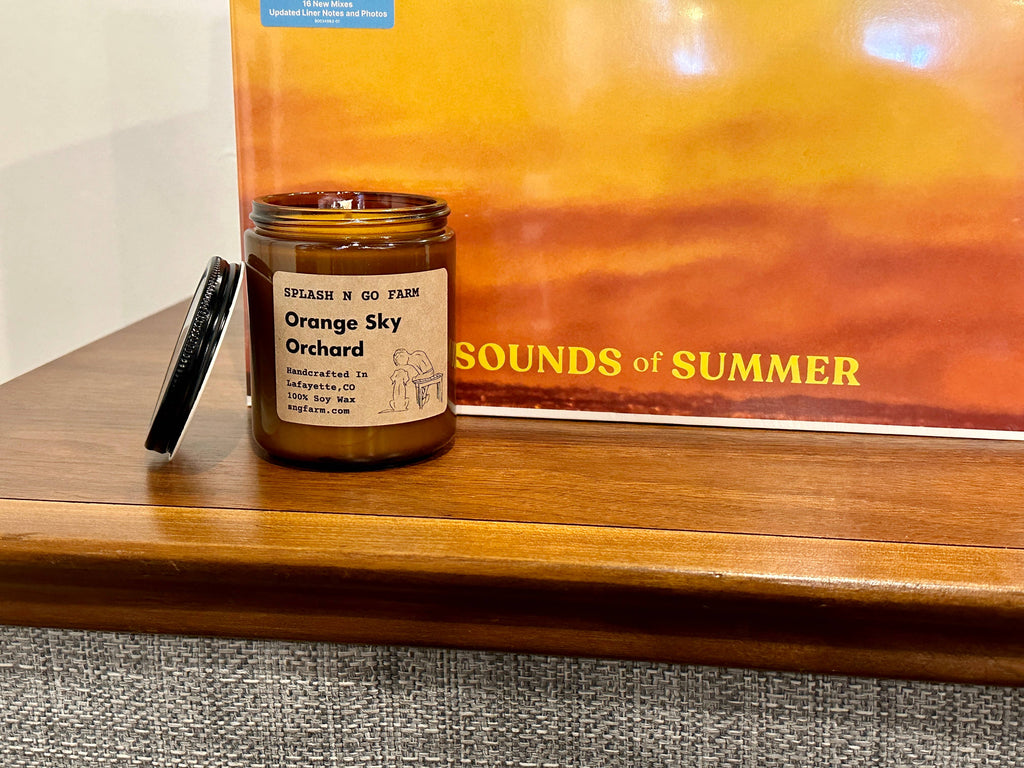 16 New Mixes
Updated Liner Notes and Photos
SPLASH N GO FARM
Orange Sky
Orchard
Handcrafted In
Lafayette,CO
100% Soy Wax
sngfarm.com
SOUNDS of SUMMER